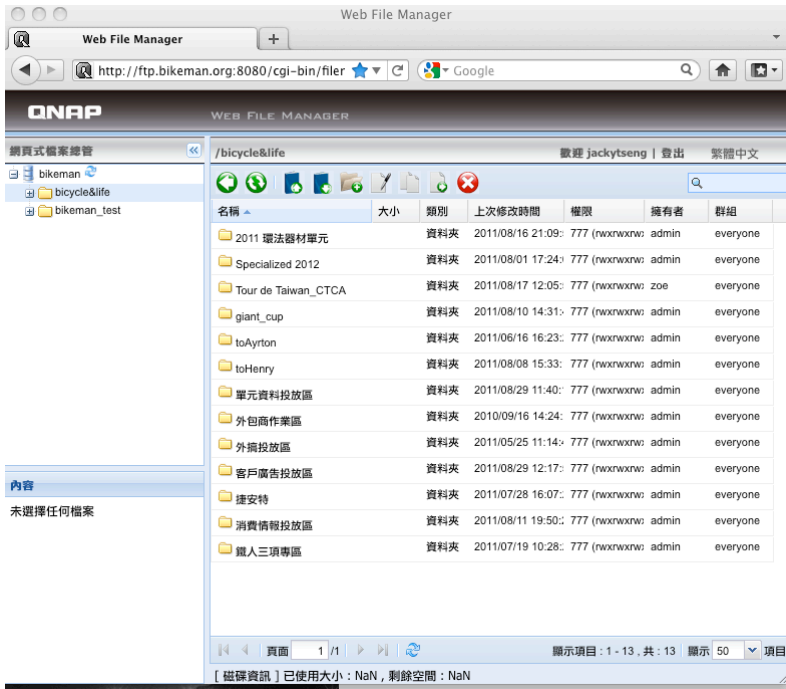 Web File Manager
Web File Manager +
http://ftp.bikeman.org:8080/cgi-bin/filer Google
QNAP WEB FILE MANAGER
網頁式檔案總管
bikeman
bicycle&life
bikeman_test
內容
未選擇任何檔案
/bicycle&life 歡迎 jackytseng | 登出 繁體中文
名稱 大小 類別 上次修改時間 權限 擁有者 群組
2011 環法器材單元 資料夾 2011/08/16 21:09: 777 (rwxrwxrw admin everyone
Specialized 2012 資料夾 2011/08/01 17:24: 777 (rwxrwxrw admin everyone
Tour de Taiwan_CTCA 資料夾 2011/08/17 12:05: 777 (rwxrwxrw zoe everyone
giant_cup 資料夾 2011/08/10 14:31: 777 (rwxrwxrw admin everyone
toAyrton 資料夾 2011/06/16 16:23: 777 (rwxrwxrw admin everyone
toHenry 資料夾 2011/08/08 15:33: 777 (rwxrwxrw admin everyone
單元資料投放區 資料夾 2011/08/29 11:40: 777 (rwxrwxrw admin everyone
外包商作業區 資料夾 2010/09/16 14:24: 777 (rwxrwxrw admin everyone
外搞投放區 資料夾 2011/05/25 11:14: 777 (rwxrwxrw admin everyone
客戶廣告投放區 資料夾 2011/08/29 12:17: 777 (rwxrwxrw admin everyone
捷安特 資料夾 2011/07/28 16:07: 777 (rwxrwxrw admin everyone
消費情報投放區 資料夾 2011/08/11 19:50: 777 (rwxrwxrw admin everyone
鐵人三項專區 資料夾 2011/07/19 10:28: 777 (rwxrwxrw admin everyone
頁面 1 /1 顯示項目 : 1 - 13 , 共 : 13 顯示 50 項目
[ 磁碟資訊 ] 已使用大小 : NaN , 剩餘空間 : NaN